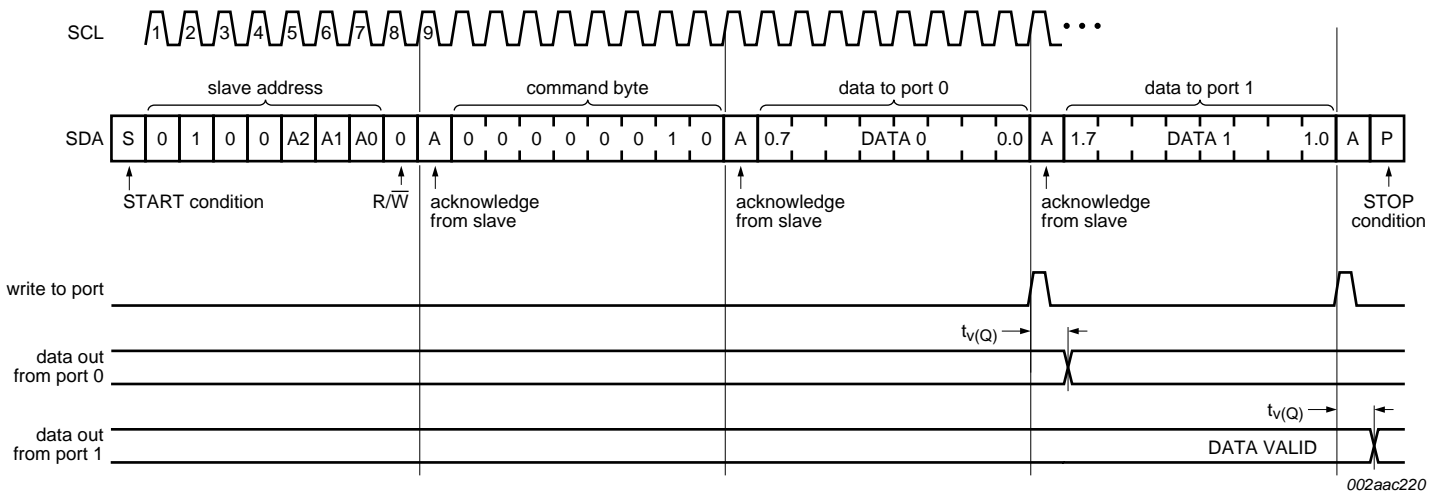 SCL 1 2 3 4 5 6 7 8 9 •••
slave address command byte data to port 0 data to port 1
SDA S 0 1 0 0 A2 A1 A0 0 A 0 0 0 0 0 0 1 0 A 0.7 DATA 0 0.0 A 1.7 DATA 1 1.0 A P
START condition R/W̅ acknowledge acknowledge acknowledge STOP
from slave from slave from slave condition
write to port
tv(Q)
data out
from port 0
tv(Q)
data out
from port 1 DATA VALID
002aac220